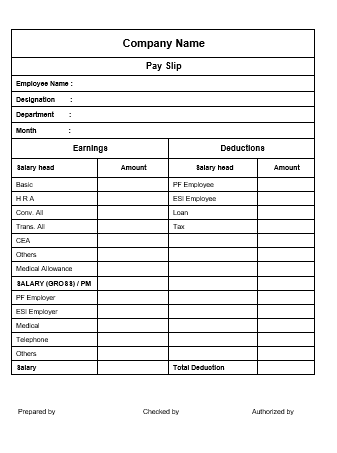 Company Name
Pay Slip
Employee Name :
Designation :
Department :
Month :
Earnings Deductions
Salary head Amount Salary head Amount
Basic PF Employee
H R A ESI Employee
Conv. All Loan
Trans. All Tax
CEA
Others
Medical Allowance
SALARY (GROSS) / PM
PF Employer
ESI Employer
Medical
Telephone
Others
Salary Total Deduction
Prepared by Checked by Authorized by